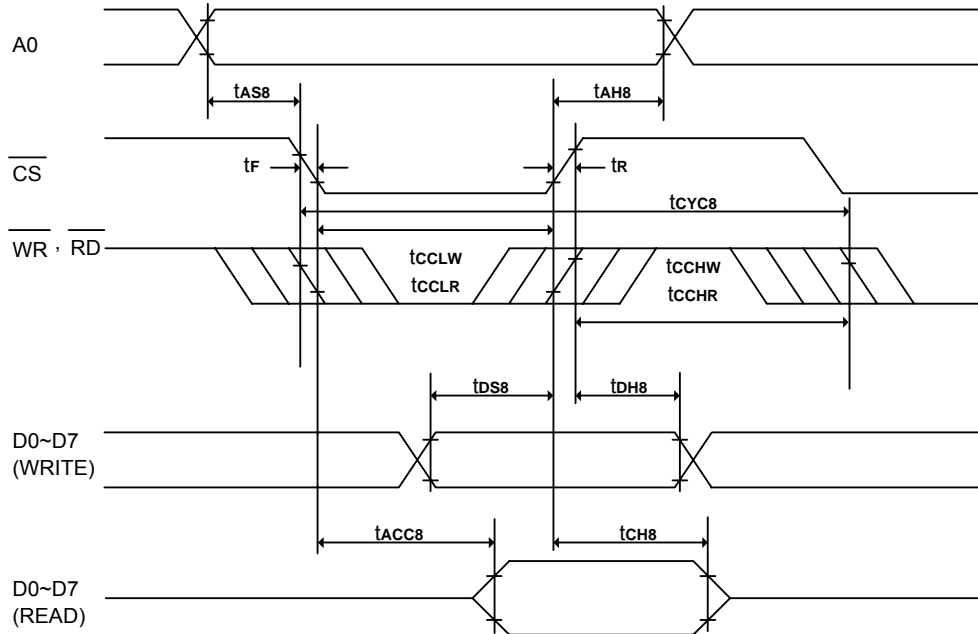 A0
tAS8
tAH8
CS
tF
tR
tCYC8
WR , RD
tCCLW
tCCHW
tCCLR
tCCHR
tDS8
tDH8
D0~D7
(WRITE)
tACC8
tCH8
D0~D7
(READ)